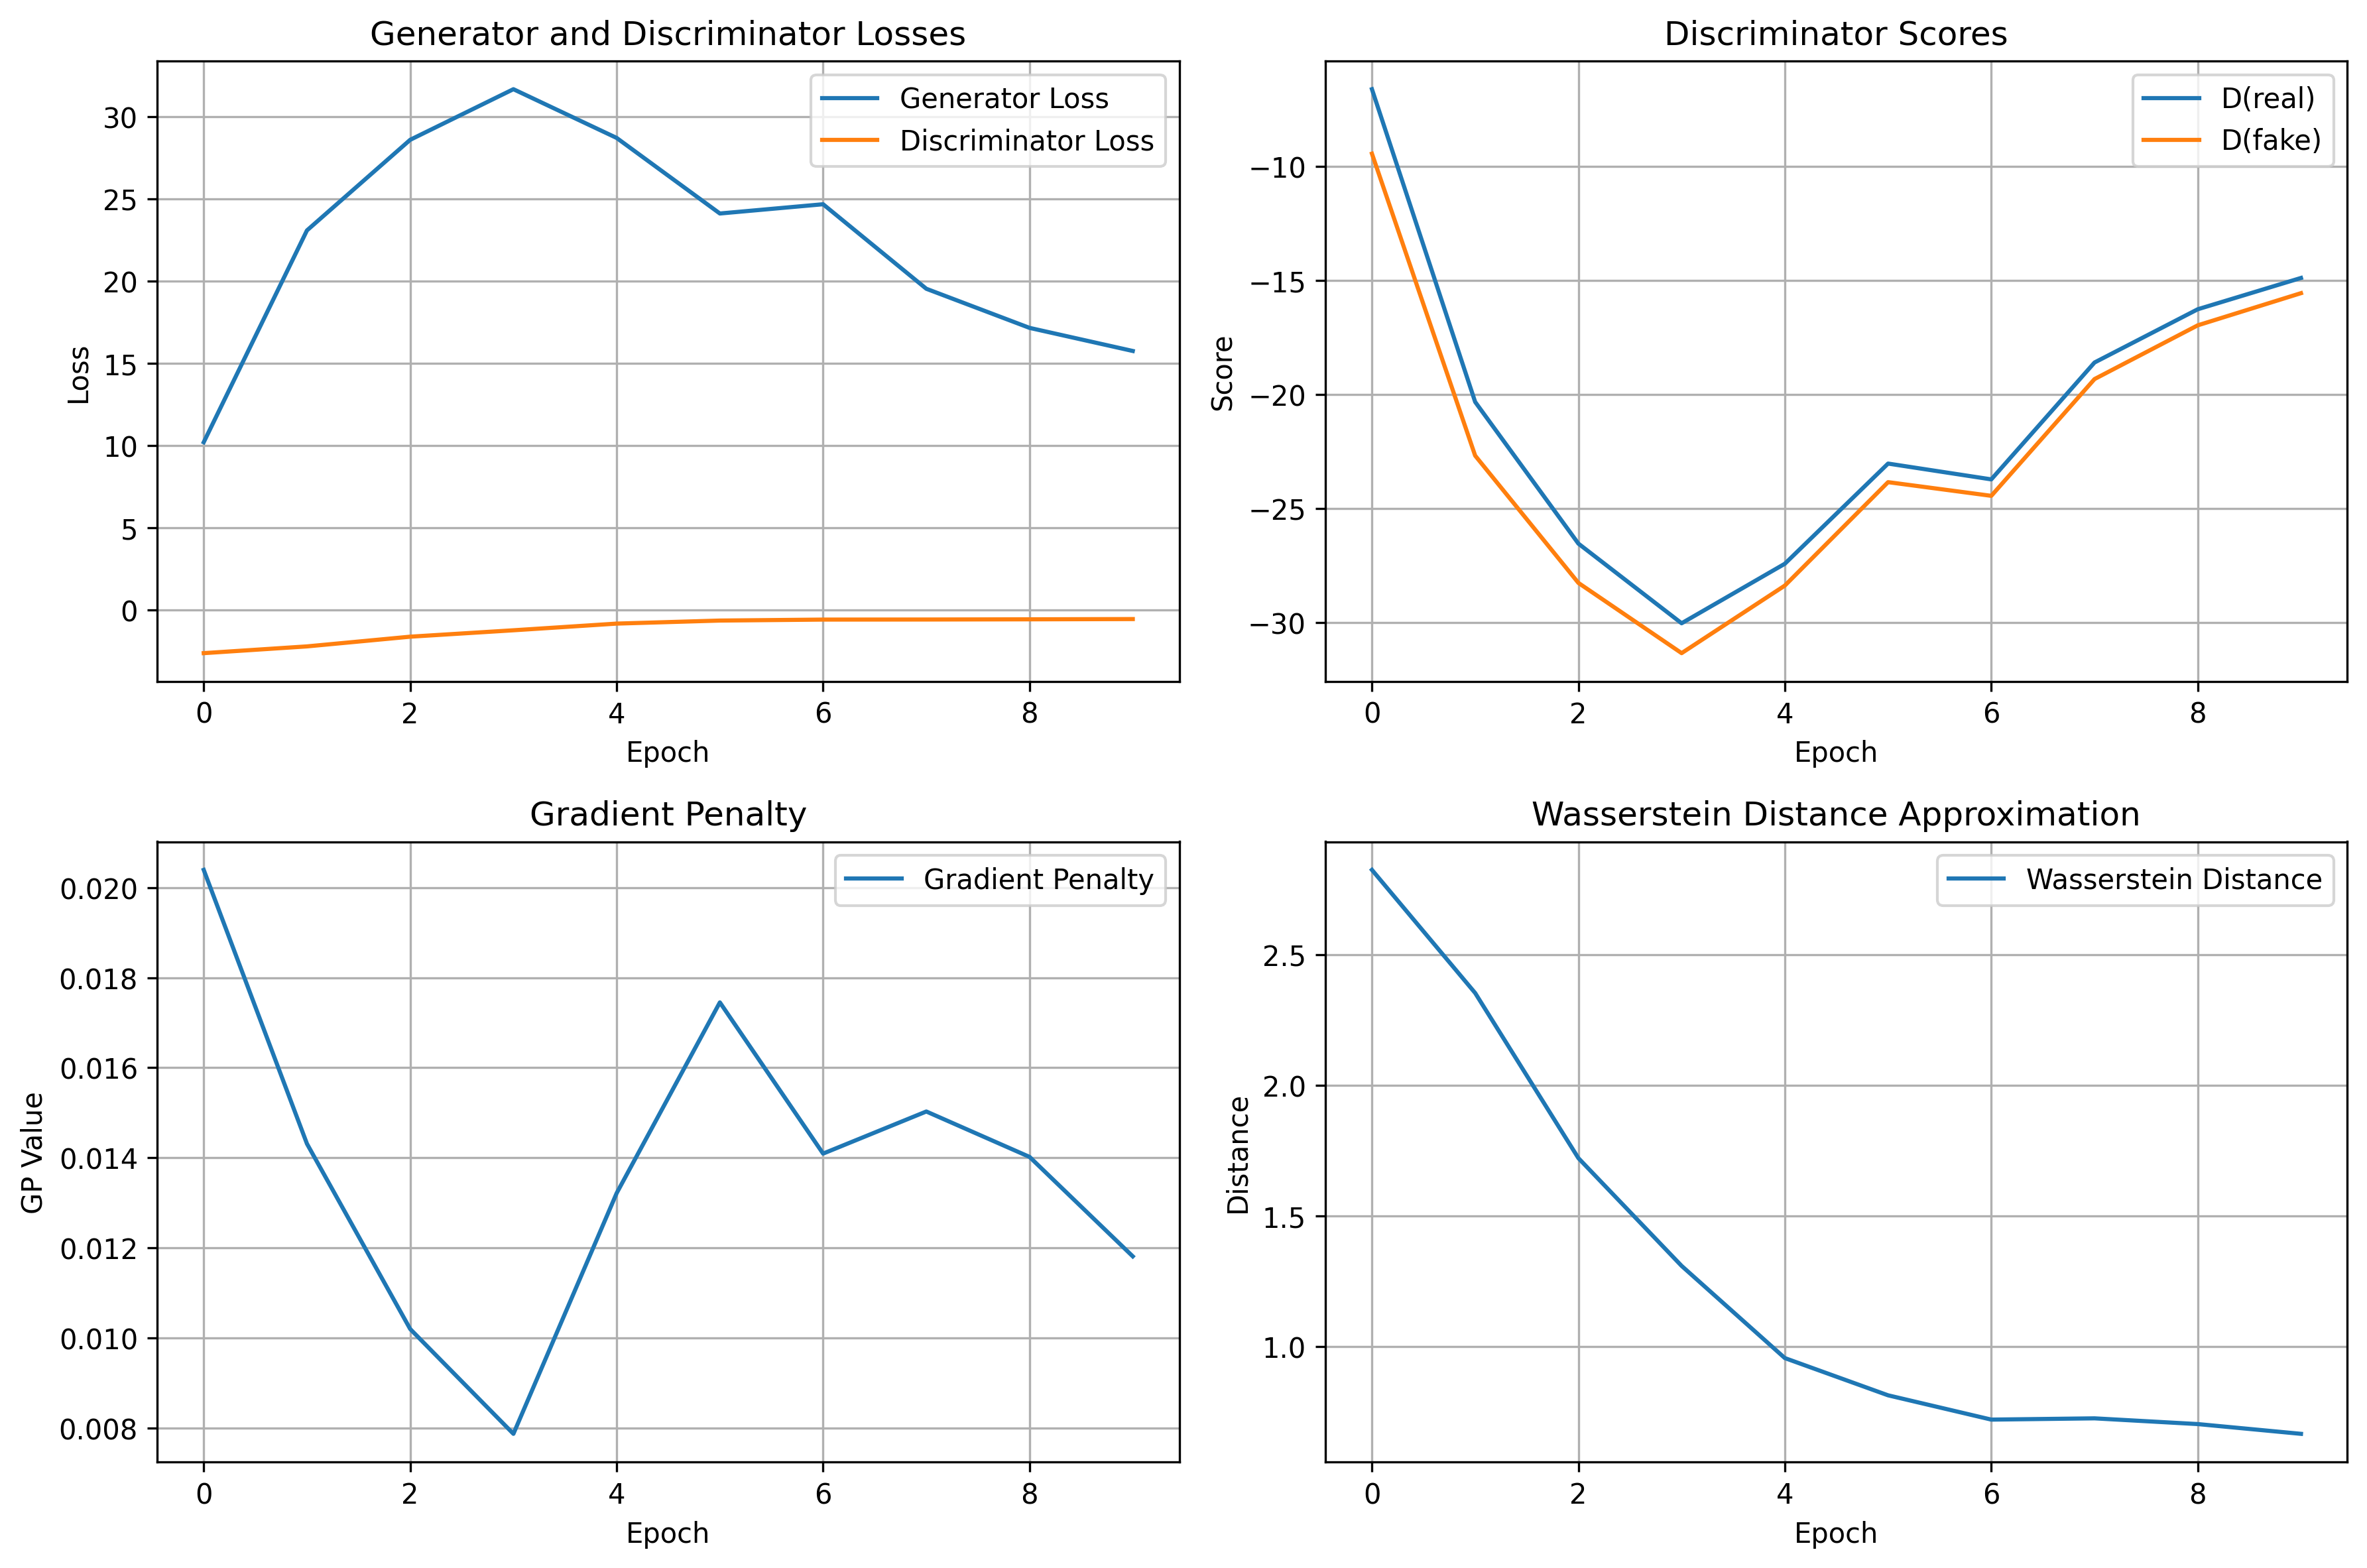 Generator and Discriminator Losses
30
25
20
15
10
5
0
Loss
Generator Loss
Discriminator Loss
0 2 4 6 8
Epoch
Discriminator Scores
−10
−15
−20
−25
−30
Score
D(real)
D(fake)
0 2 4 6 8
Epoch
Gradient Penalty
0.020
0.018
0.016
0.014
0.012
0.010
0.008
GP Value
Gradient Penalty
0 2 4 6 8
Epoch
Wasserstein Distance Approximation
2.5
2.0
1.5
1.0
Distance
Wasserstein Distance
0 2 4 6 8
Epoch